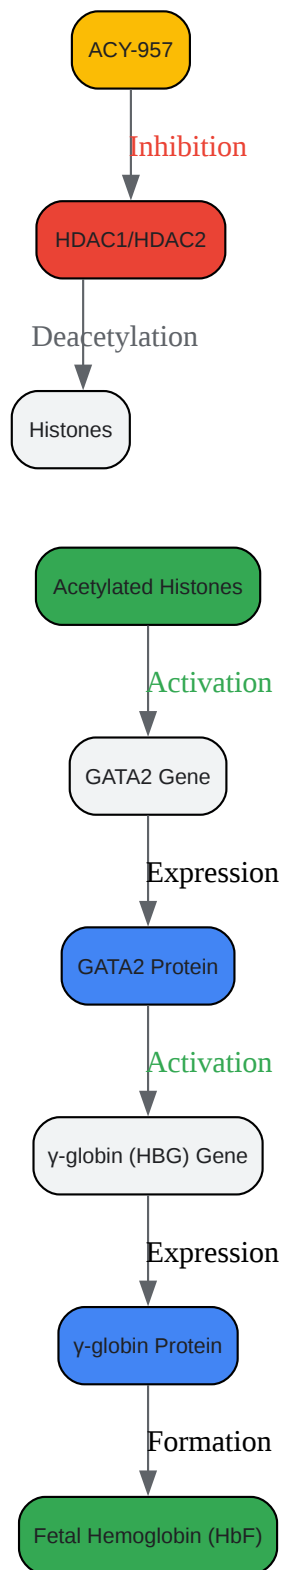 ACY-957
Inhibition
HDAC1/HDAC2
Deacetylation
Histones
Acetylated Histones
Activation
GATA2 Gene
Expression
GATA2 Protein
Activation
γ-globin (HBG) Gene
Expression
γ-globin Protein
Formation
Fetal Hemoglobin (HbF)